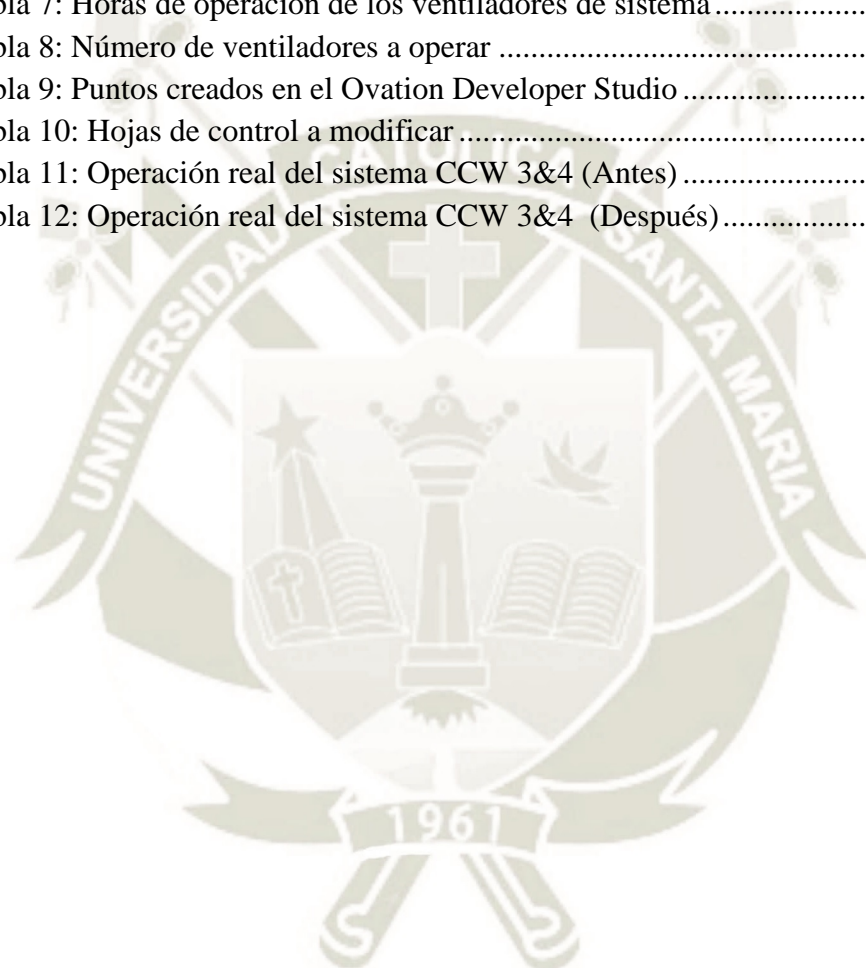 bla 7: Horas de operación de los ventiladores de sistema...................
bla 8: Número de ventiladores a operar ..............................................
bla 9: Puntos creados en el Ovation Developer Studio ......................
bla 10: Hojas de control a modificar ...................................................
bla 11: Operación real del sistema CCW 3&4 (Antes) ......................
bla 12: Operación real del sistema CCW 3&4  (Después)..................
UNIVERSIDAD CATOLICA SANTA MARIA
1961